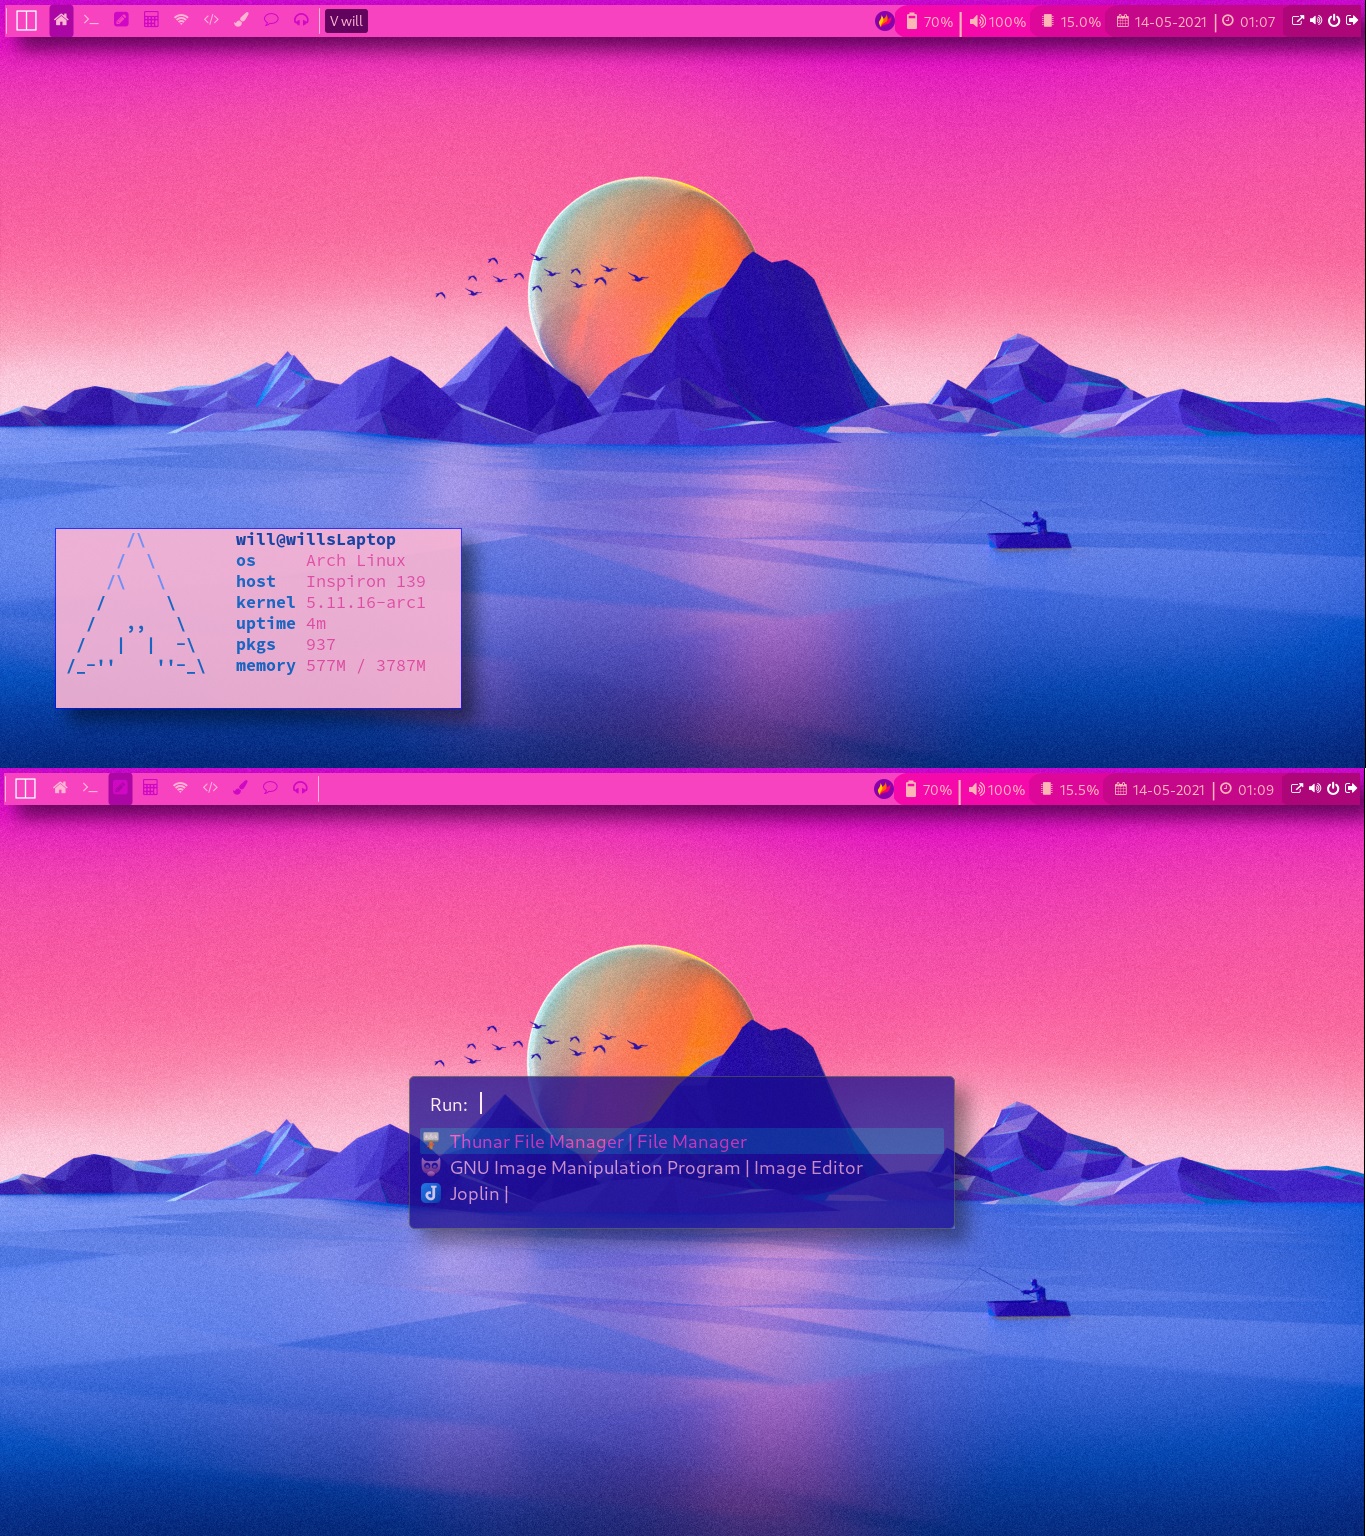 V will 70% | 100% 15.0% 14-05-2021 | 01:07
will@willsLaptop
os Arch Linux
host Inspiron 139
kernel 5.11.16-arc1
uptime 4m
pkgs 937
memory 577M / 3787M
70% | 100% 15.5% 14-05-2021 | 01:09
Run:
Thunar File Manager | File Manager
GNU Image Manipulation Program | Image Editor
Joplin |